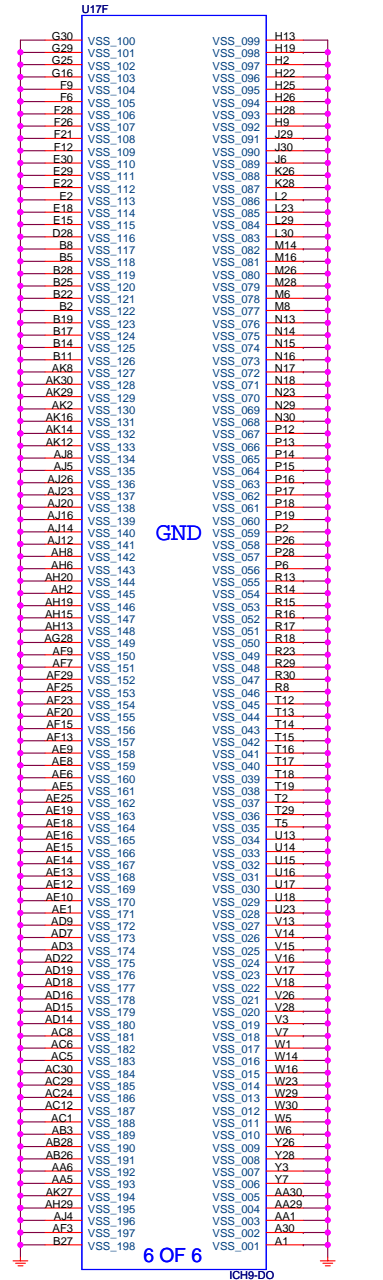 U17F
G30 VSS_100 VSS_099 H13
G29 VSS_101 VSS_098 H19
G25 VSS_102 VSS_097 H2
G16 VSS_103 VSS_096 H22
F9 VSS_104 VSS_095 H25
F6 VSS_105 VSS_094 H26
F28 VSS_106 VSS_093 H28
F26 VSS_107 VSS_092 H9
F21 VSS_108 VSS_091 J29
F12 VSS_109 VSS_090 J30
E30 VSS_110 VSS_089 J6
E29 VSS_111 VSS_088 K26
E22 VSS_112 VSS_087 K28
E2 VSS_113 VSS_086 L2
E18 VSS_114 VSS_085 L23
E15 VSS_115 VSS_084 L29
D28 VSS_116 VSS_083 L30
B8 VSS_117 VSS_082 M14
B5 VSS_118 VSS_081 M16
B28 VSS_119 VSS_080 M26
B25 VSS_120 VSS_079 M28
B22 VSS_121 VSS_078 M6
B2 VSS_122 VSS_077 M8
B19 VSS_123 VSS_076 N13
B17 VSS_124 VSS_075 N14
B14 VSS_125 VSS_074 N15
B11 VSS_126 VSS_073 N16
AK8 VSS_127 VSS_072 N17
AK30 VSS_128 VSS_071 N18
AK29 VSS_129 VSS_070 N23
AK2 VSS_130 VSS_069 N29
AK16 VSS_131 VSS_068 N30
AK14 VSS_132 VSS_067 P12
AK12 VSS_133 VSS_066 P13
AJ8 VSS_134 VSS_065 P14
AJ5 VSS_135 VSS_064 P15
AJ26 VSS_136 VSS_063 P16
AJ23 VSS_137 VSS_062 P17
AJ20 VSS_138 VSS_061 P18
AJ16 VSS_139 VSS_060 P19
AJ14 VSS_140 GND VSS_059 P2
AJ12 VSS_141 VSS_058 P26
AH8 VSS_142 VSS_057 P28
AH6 VSS_143 VSS_056 P6
AH20 VSS_144 VSS_055 R13
AH2 VSS_145 VSS_054 R14
AH19 VSS_146 VSS_053 R15
AH15 VSS_147 VSS_052 R16
AH13 VSS_148 VSS_051 R17
AG28 VSS_149 VSS_050 R18
AF9 VSS_150 VSS_049 R23
AF7 VSS_151 VSS_048 R29
AF29 VSS_152 VSS_047 R30
AF25 VSS_153 VSS_046 R8
AF23 VSS_154 VSS_045 T12
AF20 VSS_155 VSS_044 T13
AF15 VSS_156 VSS_043 T14
AF13 VSS_157 VSS_042 T15
AE9 VSS_158 VSS_041 T16
AE8 VSS_159 VSS_040 T17
AE6 VSS_160 VSS_039 T18
AE5 VSS_161 VSS_038 T19
AE25 VSS_162 VSS_037 T2
AE19 VSS_163 VSS_036 T29
AE18 VSS_164 VSS_035 T5
AE16 VSS_165 VSS_034 U13
AE15 VSS_166 VSS_033 U14
AE14 VSS_167 VSS_032 U15
AE13 VSS_168 VSS_031 U16
AE12 VSS_169 VSS_030 U17
AE10 VSS_170 VSS_029 U18
AE1 VSS_171 VSS_028 U23
AD9 VSS_172 VSS_027 V13
AD7 VSS_173 VSS_026 V14
AD3 VSS_174 VSS_025 V15
AD22 VSS_175 VSS_024 V16
AD19 VSS_176 VSS_023 V17
AD18 VSS_177 VSS_022 V18
AD16 VSS_178 VSS_021 V26
AD15 VSS_179 VSS_020 V28
AD14 VSS_180 VSS_019 V3
AC8 VSS_181 VSS_018 V7
AC6 VSS_182 VSS_017 W1
AC5 VSS_183 VSS_016 W14
AC30 VSS_184 VSS_015 W16
AC29 VSS_185 VSS_014 W23
AC24 VSS_186 VSS_013 W29
AC12 VSS_187 VSS_012 W30
AC1 VSS_188 VSS_011 W5
AB3 VSS_189 VSS_010 W6
AB28 VSS_190 VSS_009 Y26
AB26 VSS_191 VSS_008 Y28
AA6 VSS_192 VSS_007 Y3
AA5 VSS_193 VSS_006 Y7
AK27 VSS_194 VSS_005 AA30
AH29 VSS_195 VSS_004 AA29
AJ4 VSS_196 VSS_003 AA1
AF3 VSS_197 VSS_002 A30
B27 VSS_198 VSS_001 A1
6 OF 6
ICH9-DO